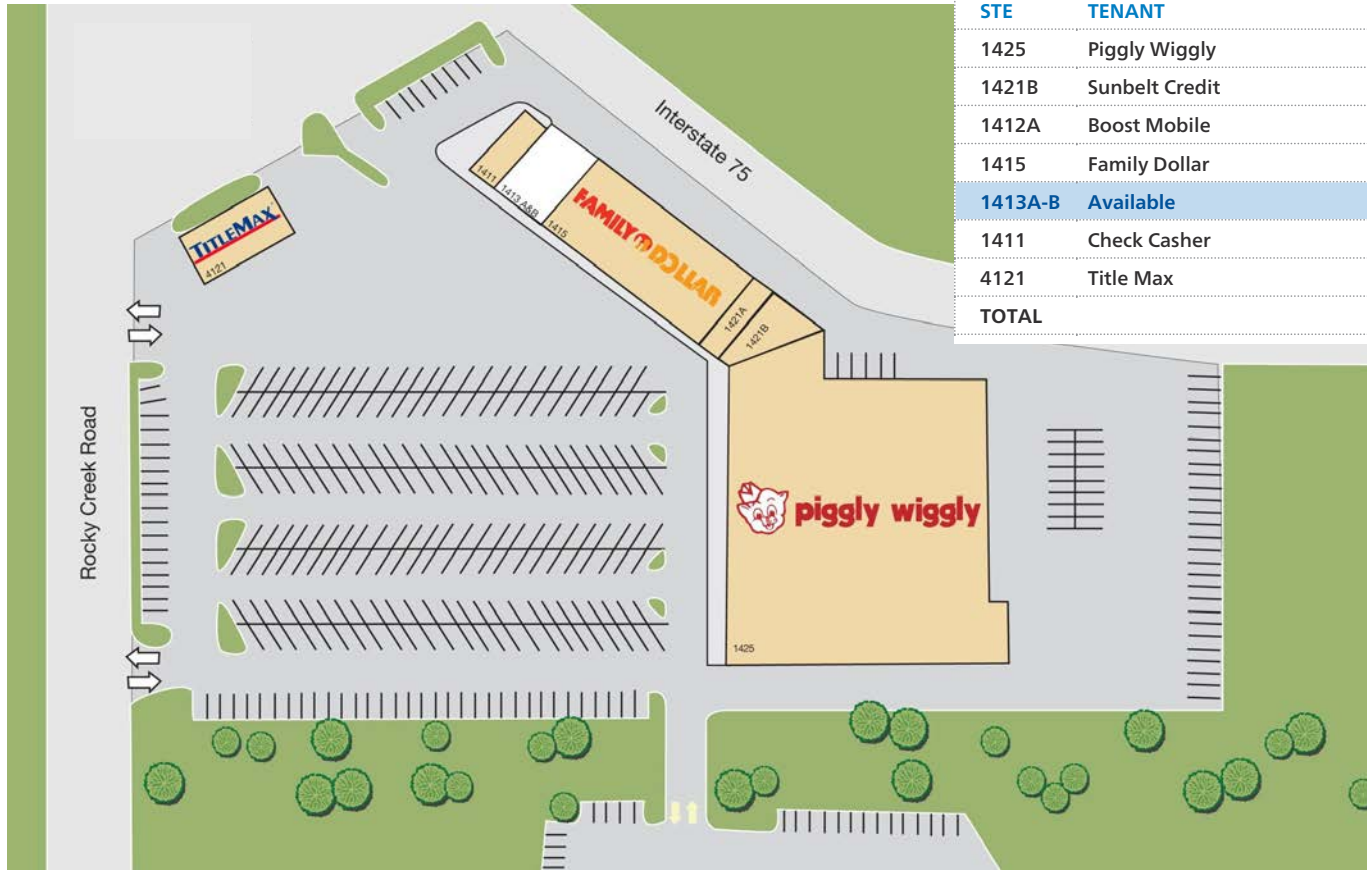 STE TENANT
1425 Piggly Wiggly
1421B Sunbelt Credit
1412A Boost Mobile
1415 Family Dollar
1413A-B Available
1411 Check Casher
4121 Title Max
TOTAL
Interstate 75
1411
1413 A&B
1415
FAMILY DOLLAR
TITLEMAX
4121
1421A
1421B
Rocky Creek Road
piggly wiggly
1425